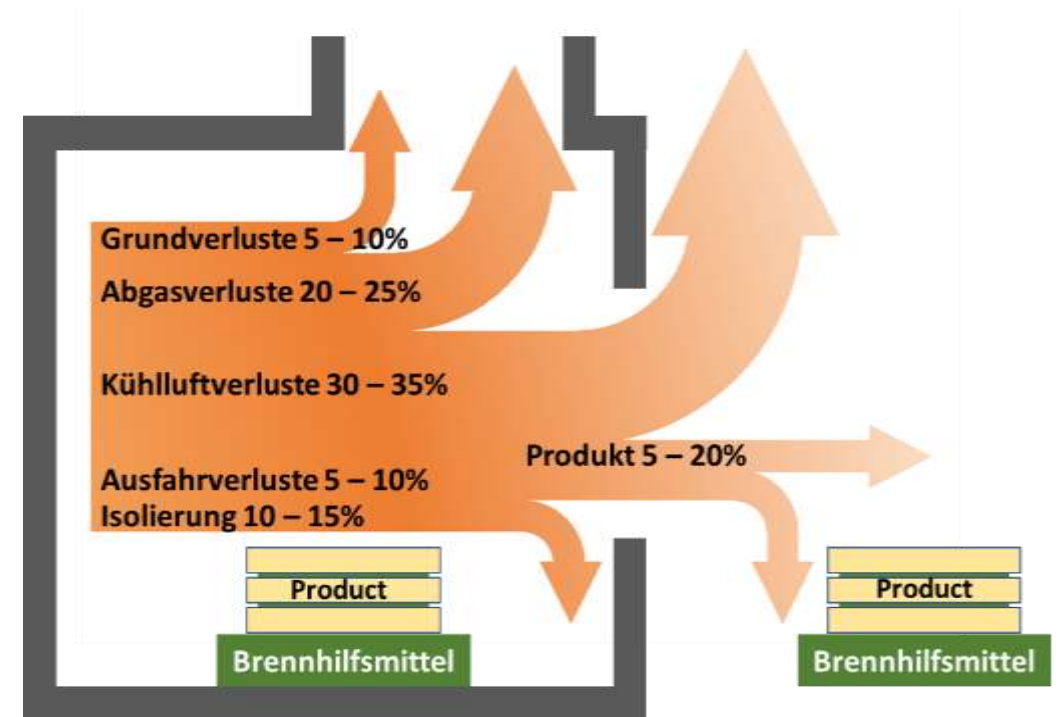 Grundverluste 5 – 10%
Abgasverluste 20 – 25%
Kühlluftverluste 30 – 35%
Produkt 5 – 20%
Ausfahrverluste 5 – 10%
Isolierung 10 – 15%
Product
Brennhilfsmittel
Product
Brennhilfsmittel